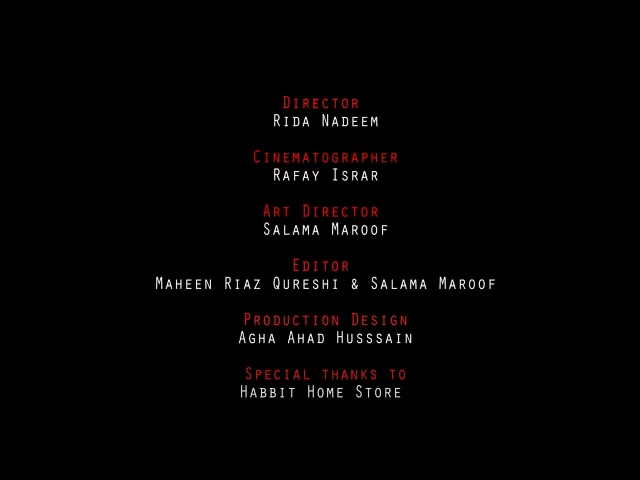 Director
Rida Nadeem
Cinematographer
Rafay Israr
Art Director
Salama Maroof
Editor
Maheen Riaz Qureshi & Salama Maroof
Production Design
Agha Ahad Husssain
Special thanks to
Habbit Home Store